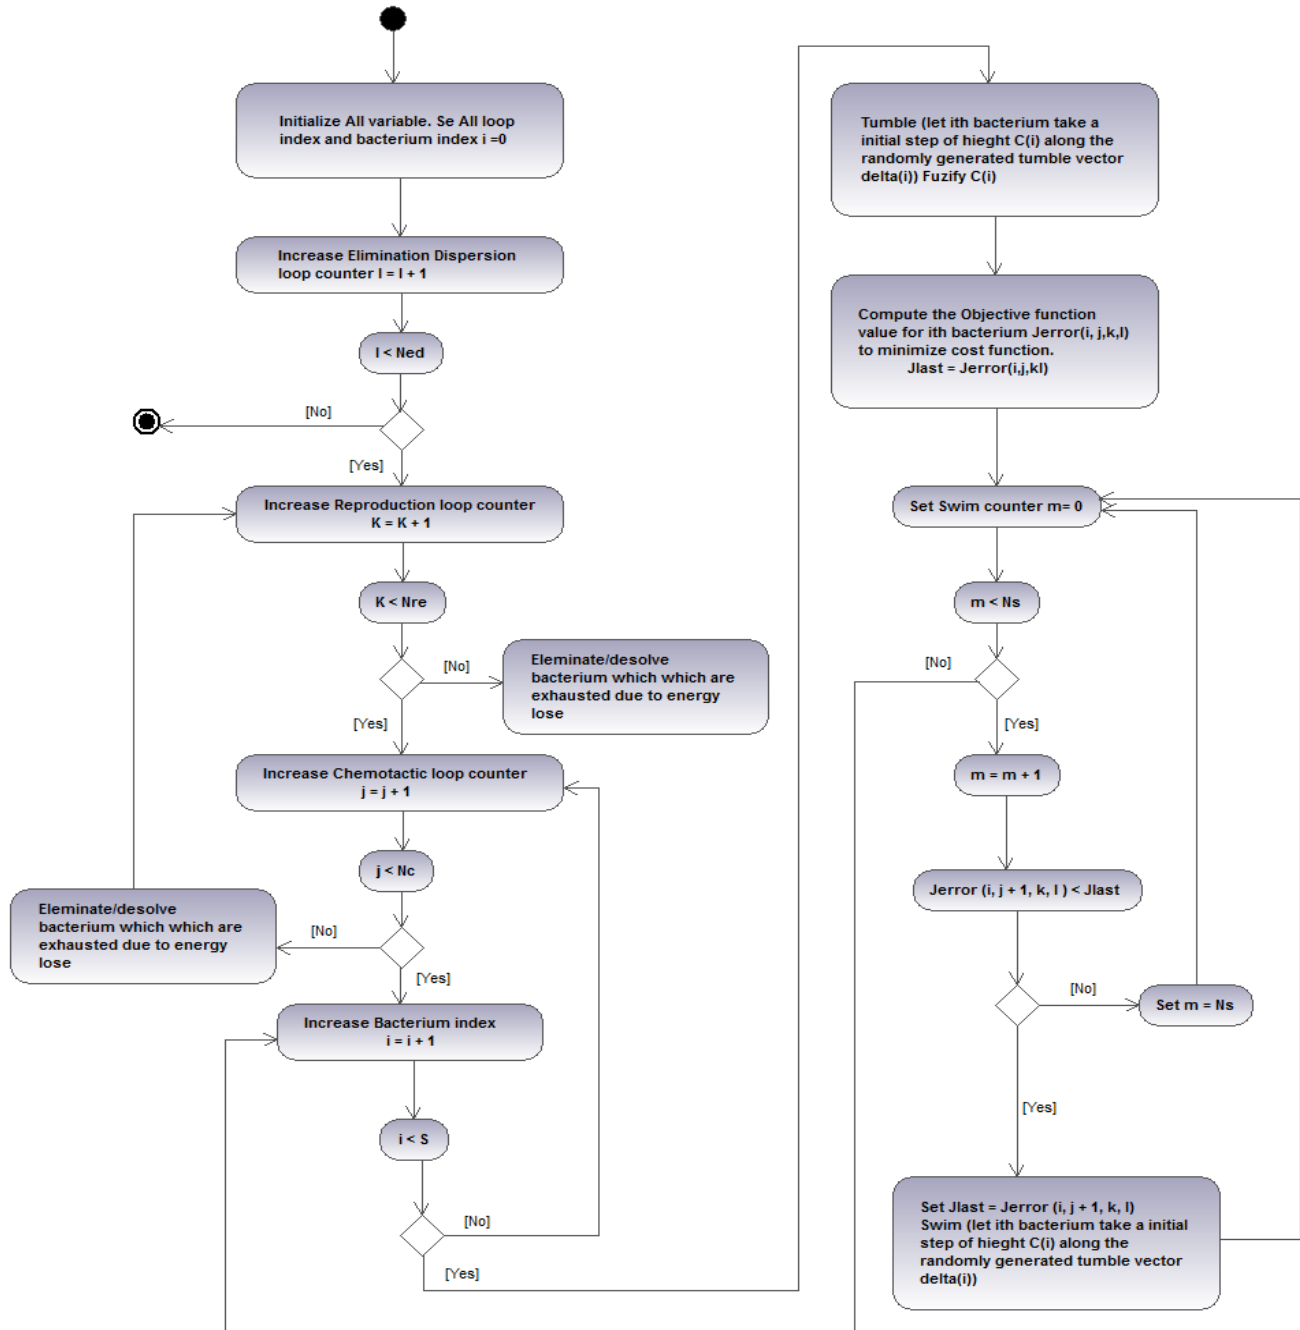 Initialize All variable. Se All loop
index and bacterium index i =0
Increase Elimination Dispersion
loop counter l = l + 1
l < Ned
[No]
[Yes]
Increase Reproduction loop counter
K = K + 1
K < Nre
[No]
Eleminate/desolve
bacterium which which are
exhausted due to energy
lose
[Yes]
Increase Chemotactic loop counter
j = j + 1
j < Nc
Eleminate/desolve
bacterium which which are
exhausted due to energy
lose
[No]
[Yes]
Increase Bacterium index
i = i + 1
i < S
[No]
[Yes]
Tumble (let ith bacterium take a
initial step of hieght C(i) along the
randomly generated tumble vector
delta(i)) Fuzify C(i)
Compute the Objective function
value for ith bacterium Jerror(i, j,k,l)
to minimize cost function.
Jlast = Jerror(i,j,kl)
Set Swim counter m= 0
m < Ns
[No]
[Yes]
m = m + 1
Jerror (i, j + 1, k, l ) < Jlast
[No]
Set m = Ns
[Yes]
Set Jlast = Jerror (i, j + 1, k, l)
Swim (let ith bacterium take a initial
step of hieght C(i) along the
randomly generated tumble vector
delta(i))